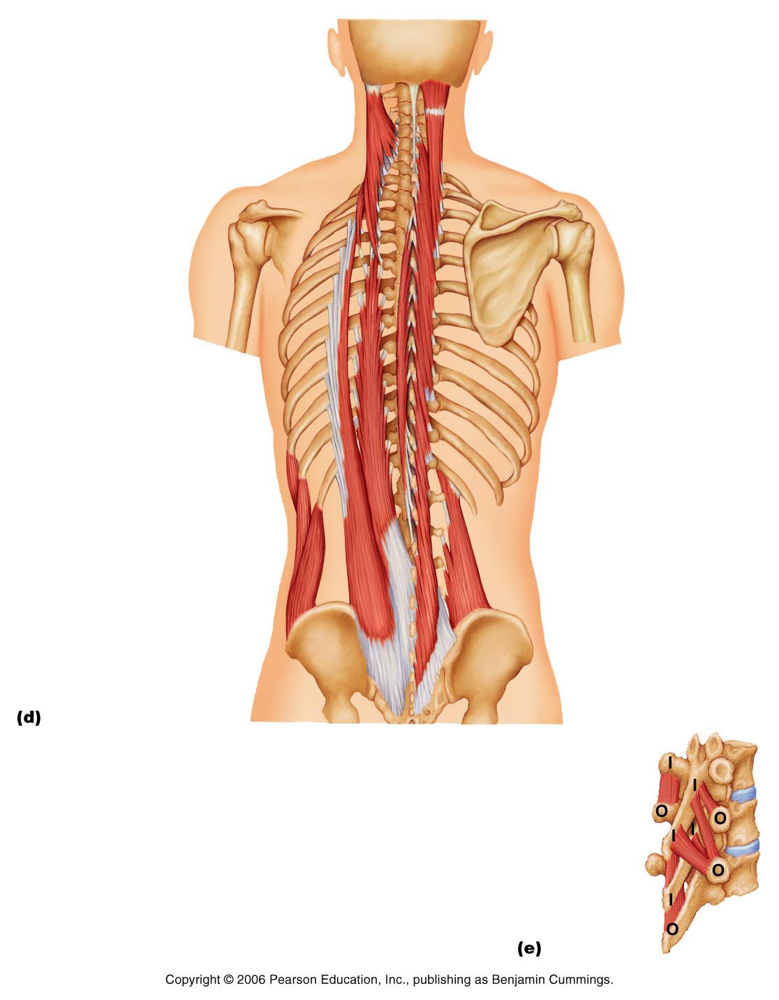 (d)
I
I
O
O
I
I
O
I
O
(e)
Copyright © 2006 Pearson Education, Inc., publishing as Benjamin Cummings.